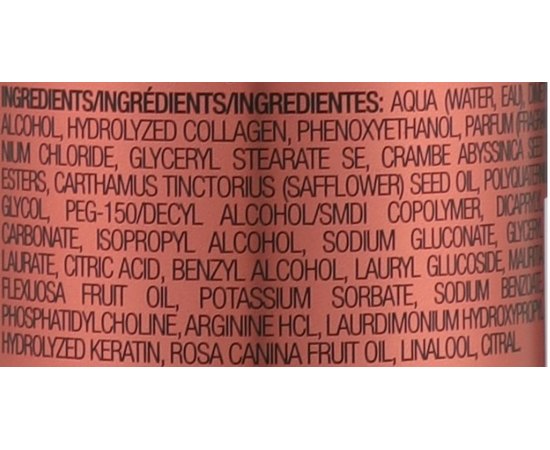 INGREDIENTS/INGRÉDIENTS/INGREDIENTES: AQUA (WATER, EAU),
ALCOHOL, HYDROLYZED COLLAGEN, PHENOXYETHANOL, PARFUM
NIUM CHLORIDE, GLYCERYL STEARATE SE, CRAMBE ABYSSINICA SEED
ESTERS, CARTHAMUS TINCTORIUS (SAFFLOWER) SEED OIL,
GLYCOL, PEG-150/DECYL ALCOHOL/SMDI COPOLYMER,
CARBONATE, ISOPROPYL ALCOHOL, SODIUM GLUCONATE,
LAURATE, CITRIC ACID, BENZYL ALCOHOL, LAURYL GLUCOSIDE,
FLEXUOSA FRUIT OIL, POTASSIUM SORBATE, SODIUM
PHOSPHATIDYLCHOLINE, ARGININE HCL, LAURDIMONIUM HYDROXYPROPYL
HYDROLYZED KERATIN, ROSA CANINA FRUIT OIL, LINALOOL, CITRAL.